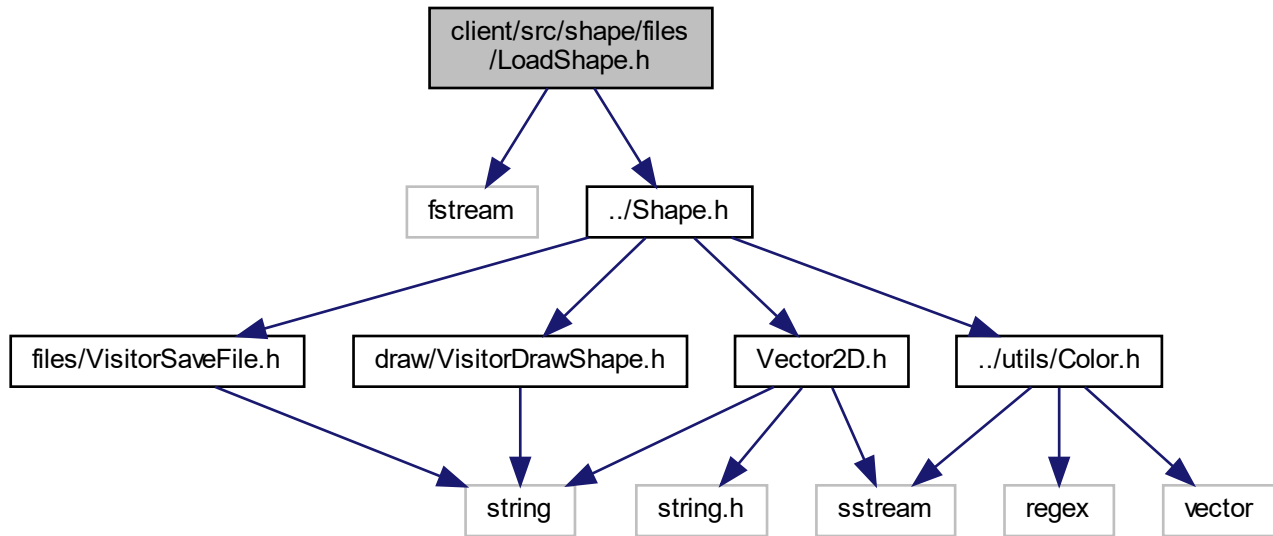 client/src/shape/files
/LoadShape.h
fstream
../Shape.h
files/VisitorSaveFile.h
draw/VisitorDrawShape.h
Vector2D.h
../utils/Color.h
string
string.h
sstream
regex
vector